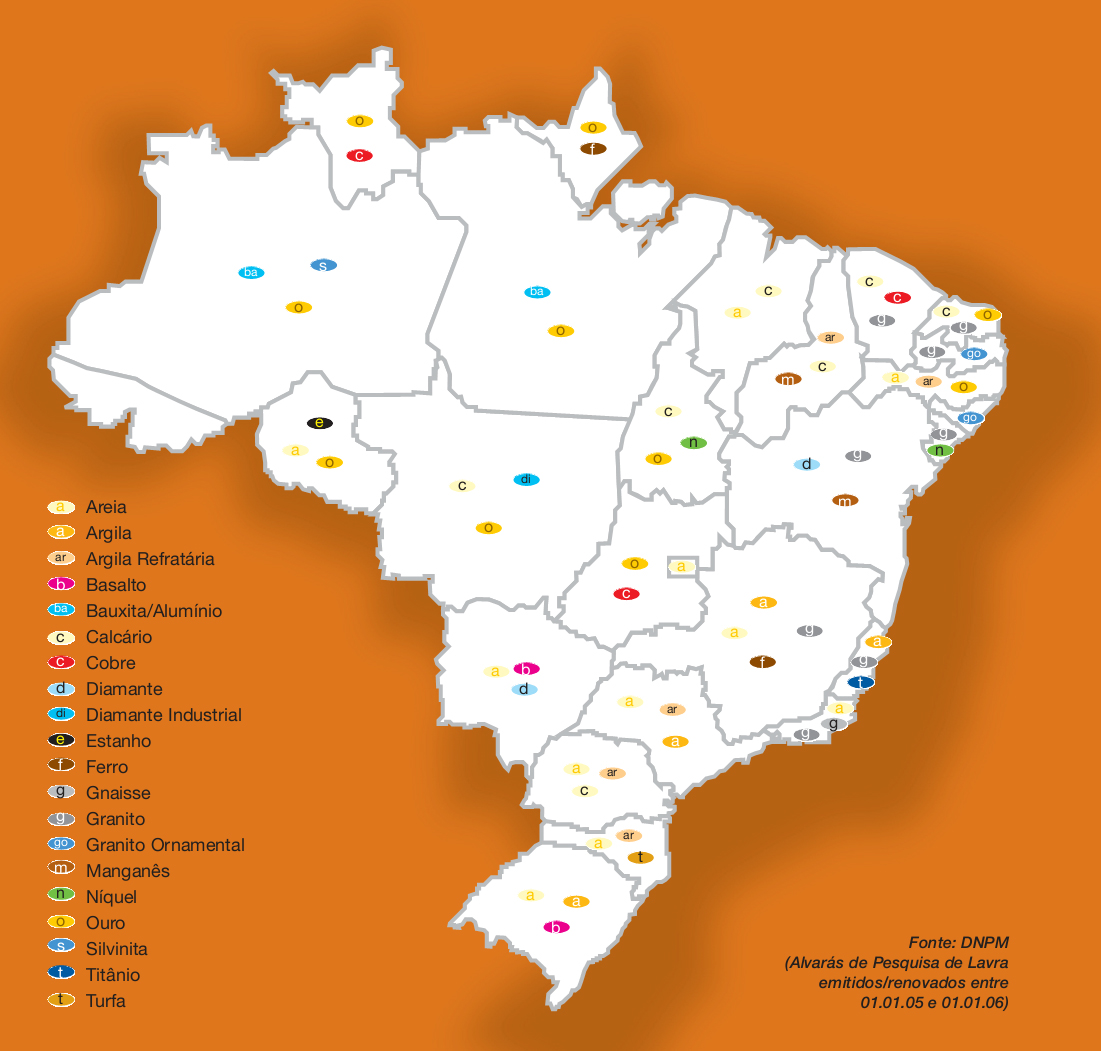 o
c
o
f
ba
s
o
ba
o
c
a
c
c
g
c
o
g
ar
g
go
c
m
a
ar
o
c
go
e
n
g
n
a
o
o
d
g
c
di
m
o
o
a
c
a
a
g
a
f
g
t
a
b
d
a
ar
a
a
g
g
a
ar
c
a
ar
t
a
a
b
a Areia
a Argila
ar Argila Refratária
b Basalto
ba Bauxita/Alumínio
c Calcário
c Cobre
d Diamante
di Diamante Industrial
e Estanho
f Ferro
g Gnaisse
g Granito
go Granito Ornamental
m Manganês
n Níquel
o Ouro
s Silvinita
t Titânio
t Turfa
Fonte: DNPM
(Alvarás de Pesquisa de Lavra
emitidos/renovados entre
01.01.05 e 01.01.06)